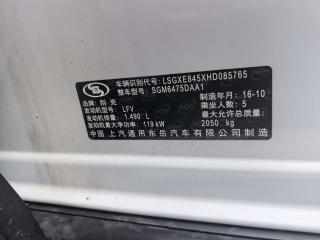 车辆识别代号: LSGXE845XHD085765
整车型号: SGM6475DAA1
品 牌: 别 克 制造年月: 16-10
发动机型号: LFV 乘坐人数: 5
发动机排量: 1.490 L 最大允许总质量:
发动机最大净功率: 119 kW 2050 kg
中国上汽通用东岳汽车有限公司制造